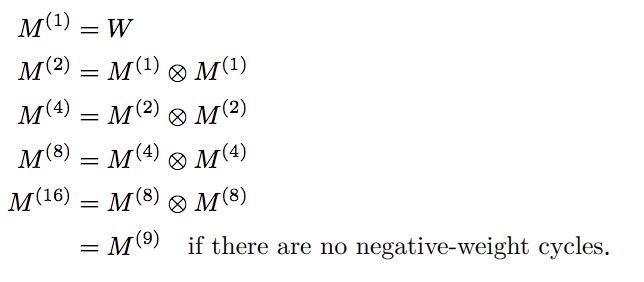 M^(1) = W
M^(2) = M^(1) ⊗ M^(1)
M^(4) = M^(2) ⊗ M^(2)
M^(8) = M^(4) ⊗ M^(4)
M^(16) = M^(8) ⊗ M^(8)
= M^(9) if there are no negative-weight cycles.